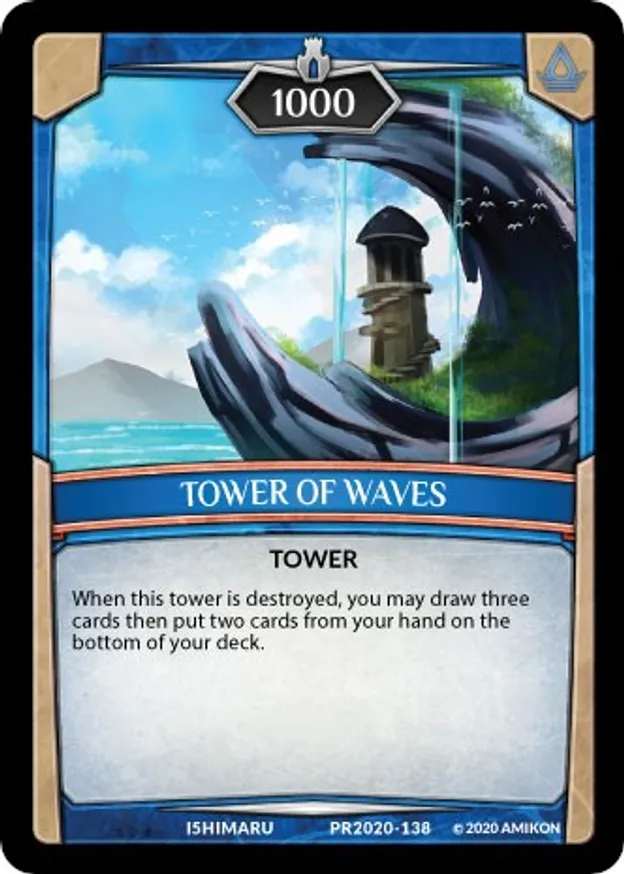 1000
TOWER OF WAVES
TOWER
When this tower is destroyed, you may draw three
cards then put two cards from your hand on the
bottom of your deck.
I5HIMARU PR2020-138 © 2020 AMIKON